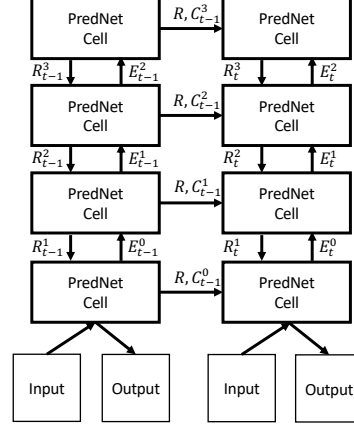 PredNet Cell
R, C^3_{t-1}
PredNet Cell
R^3_{t-1}
E^2_{t-1}
R^3_t
E^2_t
PredNet Cell
R, C^2_{t-1}
PredNet Cell
R^2_{t-1}
E^1_{t-1}
R^2_t
E^1_t
PredNet Cell
R, C^1_{t-1}
PredNet Cell
R^1_{t-1}
E^0_{t-1}
R^1_t
E^0_t
PredNet Cell
R, C^0_{t-1}
PredNet Cell
Input
Output
Input
Output